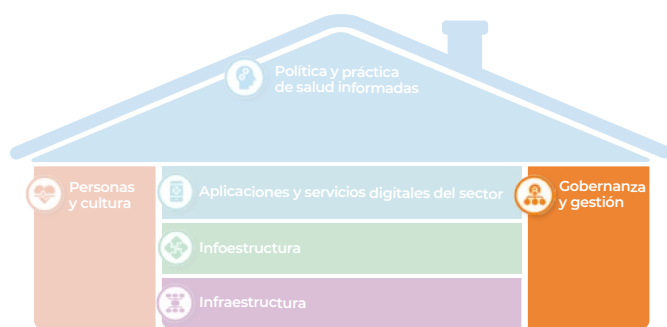 Política y práctica
de salud informadas
Personas
y cultura
Aplicaciones y servicios digitales del sector
Gobernanza
y gestión
Infoestructura
Infraestructura